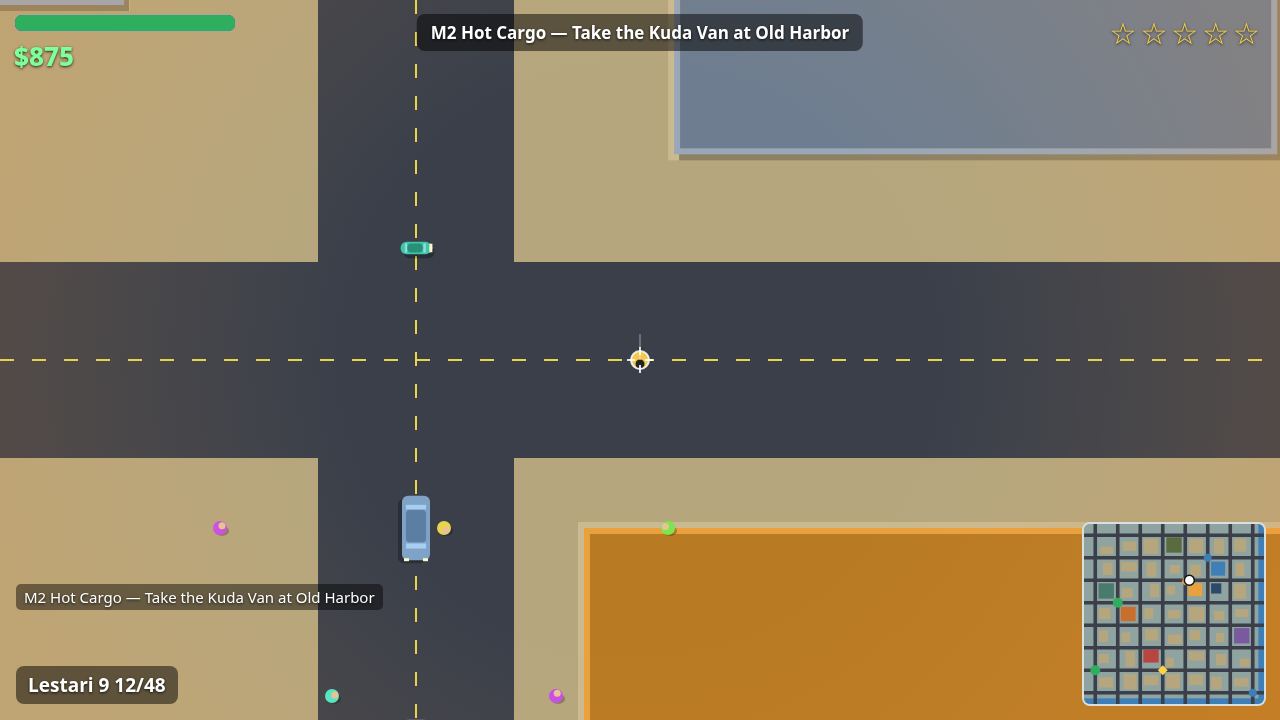 M2 Hot Cargo — Take the Kuda Van at Old Harbor
$875
M2 Hot Cargo — Take the Kuda Van at Old Harbor
Lestari 9 12/48